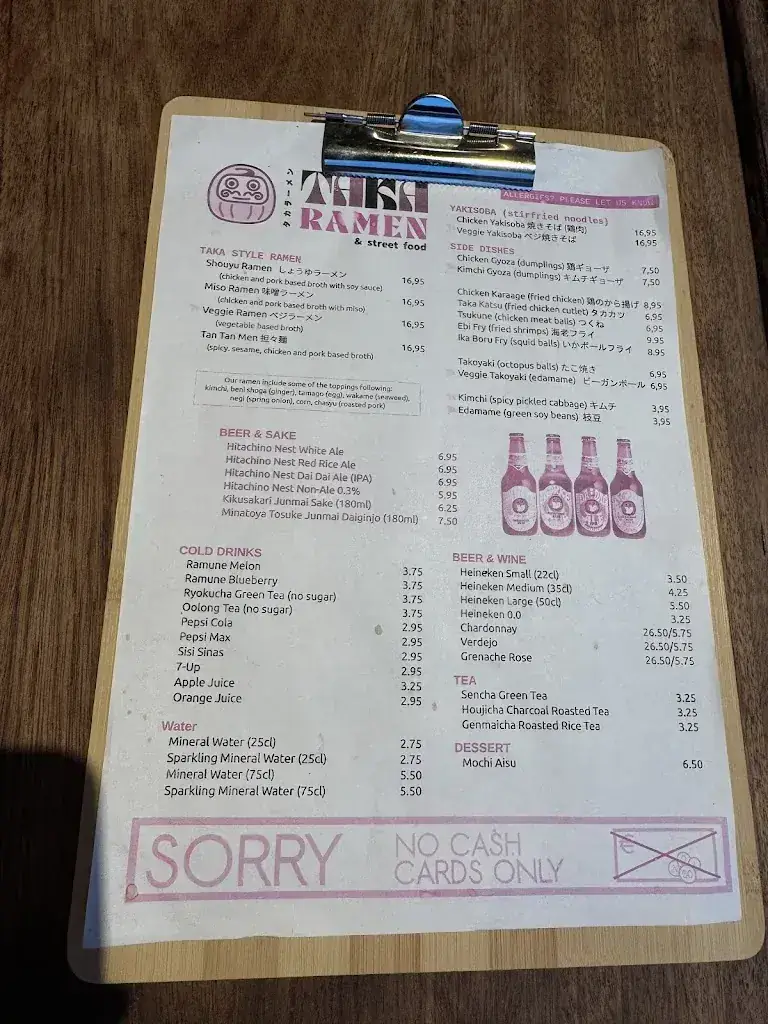 タカラーメン
TAKA
RAMEN
& street food
TAKA STYLE RAMEN
Shouyu Ramen しょうゆラーメン 16,95
(chicken and pork based broth with soy sauce)
Miso Ramen 味噌ラーメン 16,95
(chicken and pork based broth with miso)
Veggie Ramen ベジラーメン 16,95
(vegetable based broth)
Tan Tan Men 担々麺 16,95
(spicy, sesame, chicken and pork based broth)
Our ramen include some of the toppings following:
kimchi, beni shoga (ginger), tamago (egg), wakame (seaweed),
negi (spring onion), corn, chasyu (roasted pork)
ALLERGIES? PLEASE LET US KNOW
YAKISOBA (stirfried noodles)
Chicken Yakisoba 焼きそば (鶏肉) 16,95
Veggie Yakisoba ベジ焼きそば 16,95
SIDE DISHES
Chicken Gyoza (dumplings) 鶏ギョーザ 7,50
Kimchi Gyoza (dumplings) キムチギョーザ 7,50
Chicken Karaage (fried chicken) 鶏のから揚げ 8,95
Taka Katsu (fried chicken cutlet) タカカツ 6,95
Tsukune (chicken meat balls) つくね 6,95
Ebi Fry (fried shrimps) 海老フライ 9.95
Ika Boru Fry (squid balls) いかボールフライ 8.95
Takoyaki (octopus balls) たこ焼き 6,95
Veggie Takoyaki (edamame) ビーガンボール 6,95
Kimchi (spicy pickled cabbage) キムチ 3,95
Edamame (green soy beans) 枝豆 3,95
BEER & SAKE
Hitachino Nest White Ale 6.95
Hitachino Nest Red Rice Ale 6.95
Hitachino Nest Dai Dai Ale (IPA) 6.95
Hitachino Nest Non-Ale 0.3% 5.95
Kikusakari Junmai Sake (180ml) 6.25
Minatoya Tosuke Junmai Daiginjo (180ml) 7.50
COLD DRINKS
Ramune Melon 3.75
Ramune Blueberry 3.75
Ryokucha Green Tea (no sugar) 3.75
Oolong Tea (no sugar) 3.75
Pepsi Cola 2.95
Pepsi Max 2.95
Sisi Sinas 2.95
7-Up 2.95
Apple Juice 3.25
Orange Juice 2.95
Water
Mineral Water (25cl) 2.75
Sparkling Mineral Water (25cl) 2.75
Mineral Water (75cl) 5.50
Sparkling Mineral Water (75cl) 5.50
BEER & WINE
Heineken Small (22cl) 3.50
Heineken Medium (35cl) 4.25
Heineken Large (50cl) 5.50
Heineken 0.0 3.25
Chardonnay 26.50/5.75
Verdejo 26.50/5.75
Grenache Rose 26.50/5.75
TEA
Sencha Green Tea 3.25
Houjicha Charcoal Roasted Tea 3.25
Genmaicha Roasted Rice Tea 3.25
DESSERT
Mochi Aisu 6.50
SORRY
NO CASH
CARDS ONLY
€